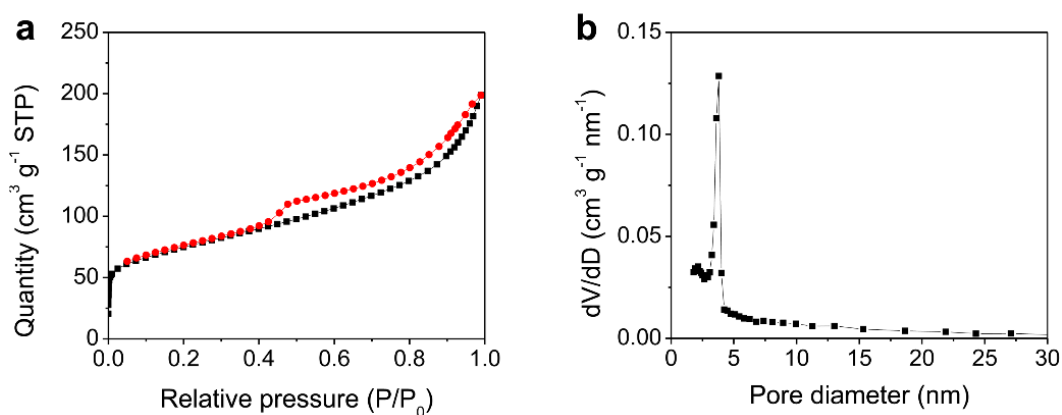 a
250
200
150
100
50
0
0.0 0.2 0.4 0.6 0.8 1.0
Quantity (cm³ g⁻¹ STP)
Relative pressure (P/P₀)
b
0.15
0.10
0.05
0.00
5 10 15 20 25 30
dV/dD (cm³ g⁻¹ nm⁻¹)
Pore diameter (nm)